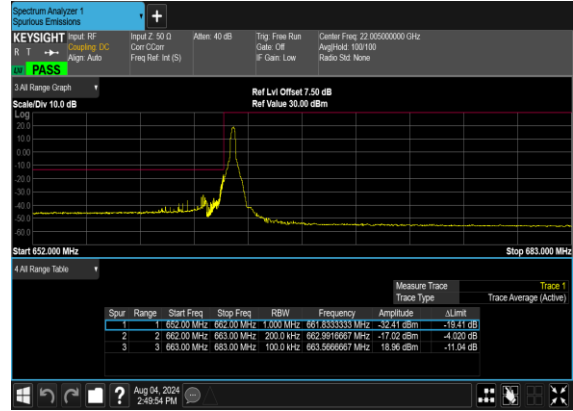 Spectrum Analyzer 1
Spurious Emissions
+
KEYSIGHT Input: RF Input Z: 50 Ω Atten: 40 dB Trig: Free Run Center Freq: 22.005000000 GHz
R T Coupling: DC Corr CCorr Gate: Off Avg|Hold: 100/100
Align: Auto Freq Ref: Int (S) IF Gain: Low Radio Std: None
PASS
3 All Range Graph
Ref Lvl Offset 7.50 dB
Scale/Div 10.0 dB Ref Value 30.00 dBm
Log
20.0
10.0
0.00
-10.0
-20.0
-30.0
-40.0
-50.0
-60.0
Start 652.000 MHz Stop 683.000 MHz
4 All Range Table
Measure Trace Trace 1
Trace Type Trace Average (Active)
Spur Range Start Freq Stop Freq RBW Frequency Amplitude ΔLimit
1 1 652.00 MHz 662.00 MHz 1.000 MHz 661.8333333 MHz -32.41 dBm -19.41 dB
2 2 662.00 MHz 663.00 MHz 200.0 kHz 662.9916667 MHz -17.02 dBm -4.020 dB
3 3 663.00 MHz 683.00 MHz 100.0 kHz 663.5666667 MHz 18.96 dBm -11.04 dB
? Aug 04, 2024
2:49:54 PM